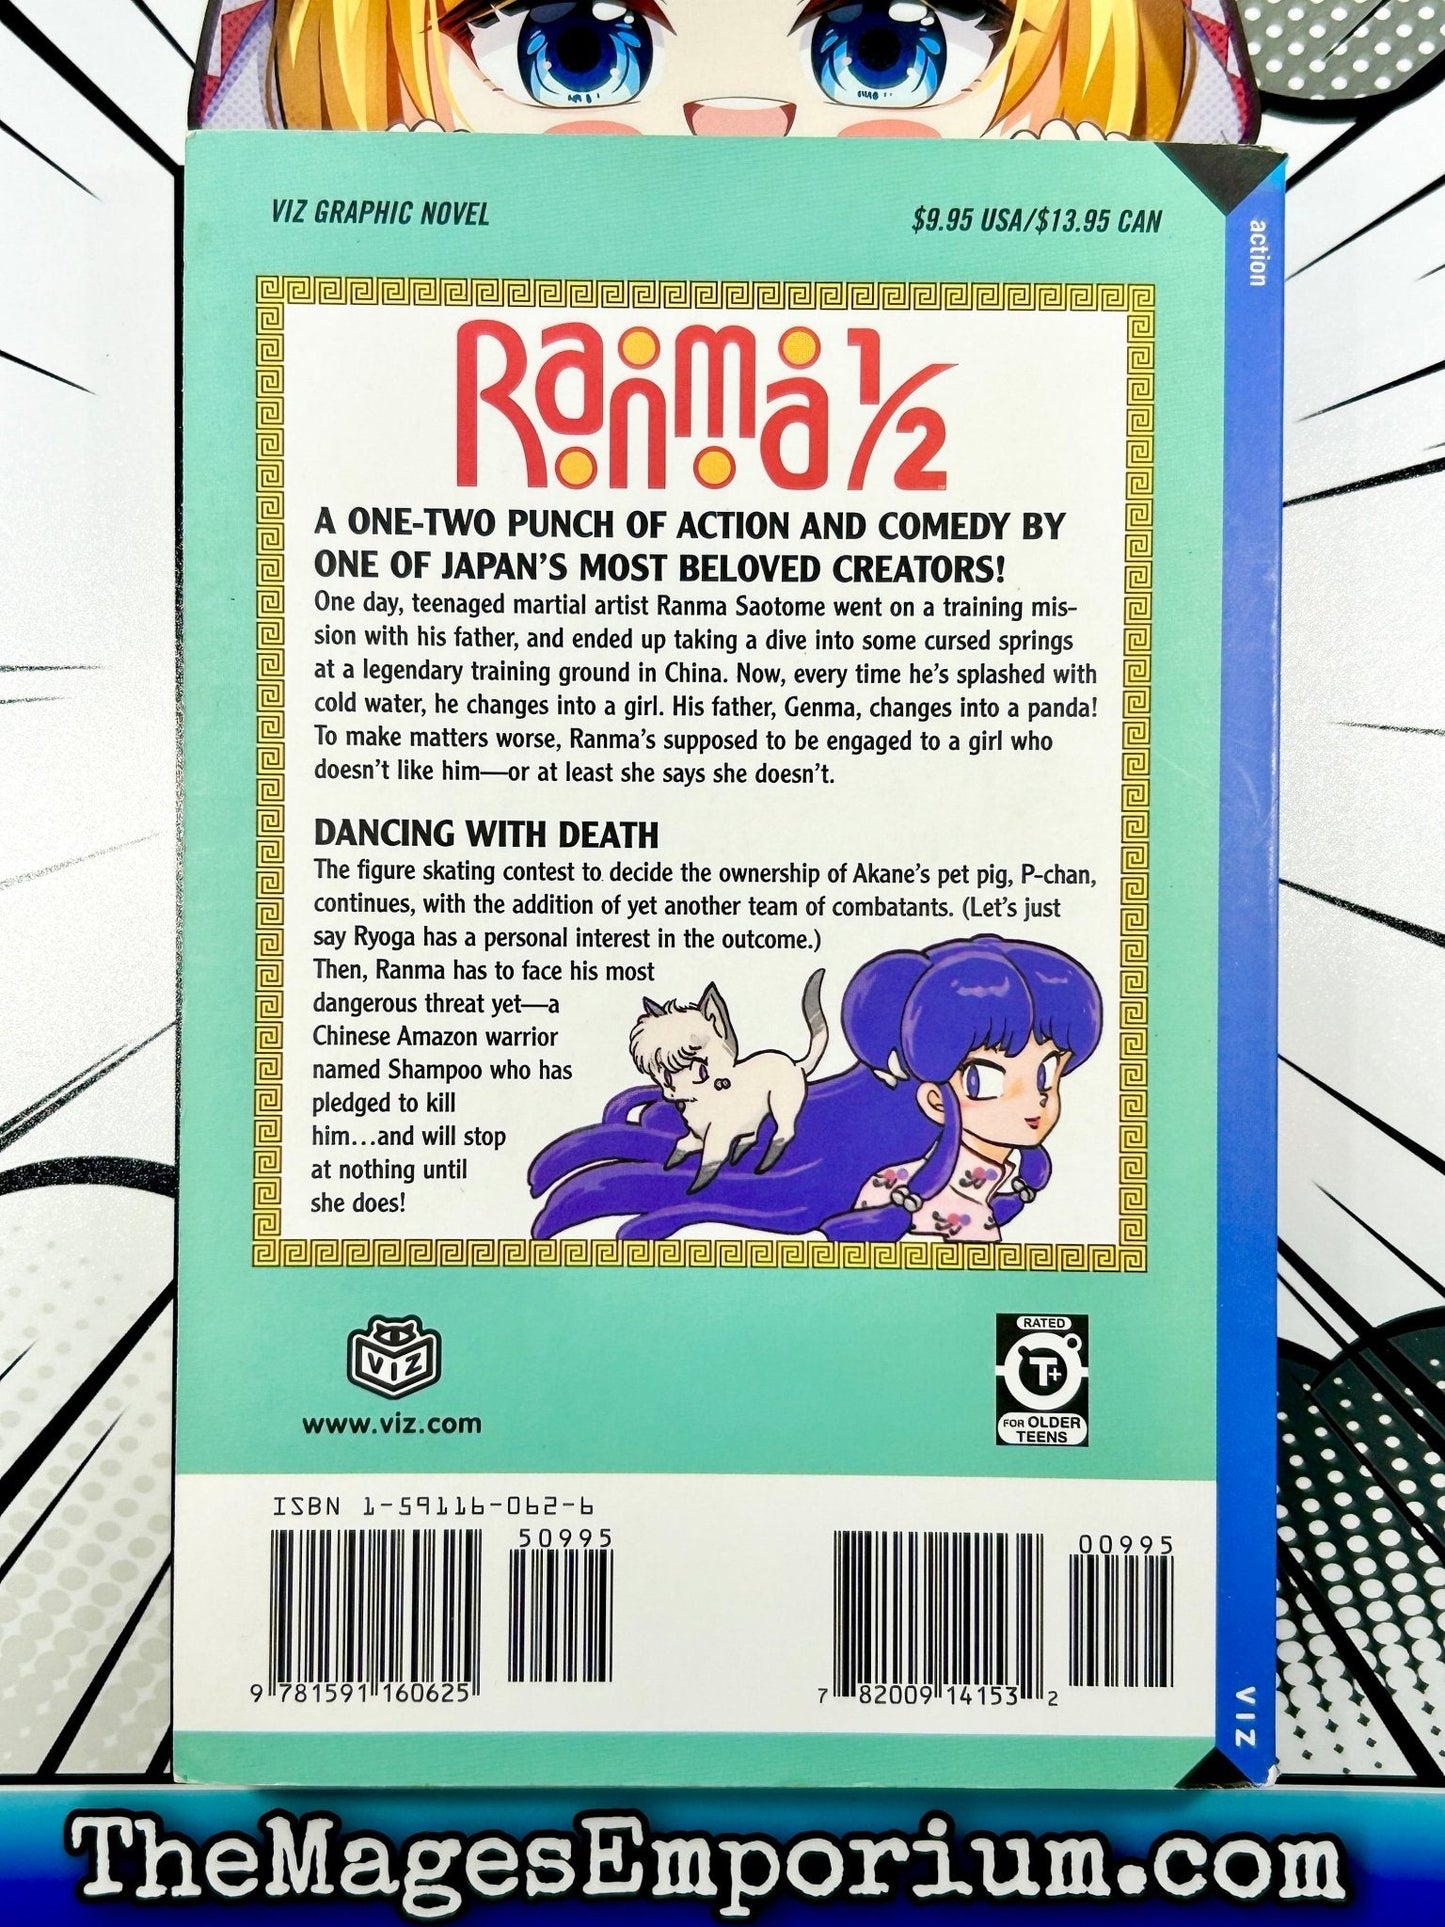 VIZ GRAPHIC NOVEL
$9.95 USA/$13.95 CAN
action
Ranma 1/2
A ONE-TWO PUNCH OF ACTION AND COMEDY BY
ONE OF JAPAN'S MOST BELOVED CREATORS!
One day, teenaged martial artist Ranma Saotome went on a training mis-
sion with his father, and ended up taking a dive into some cursed springs
at a legendary training ground in China. Now, every time he's splashed with
cold water, he changes into a girl. His father, Genma, changes into a panda!
To make matters worse, Ranma's supposed to be engaged to a girl who
doesn't like him—or at least she says she doesn't.
DANCING WITH DEATH
The figure skating contest to decide the ownership of Akane's pet pig, P-chan,
continues, with the addition of yet another team of combatants. (Let's just
say Ryoga has a personal interest in the outcome.)
Then, Ranma has to face his most
dangerous threat yet—a
Chinese Amazon warrior
named Shampoo who has
pledged to kill
him...and will stop
at nothing until
she does!
VIZ
www.viz.com
RATED
T+
FOR OLDER
TEENS
ISBN 1-59116-062-6
50995
00995
9 781591 160625
7 82009 14153 2
VIZ
TheMagesEmporium.com